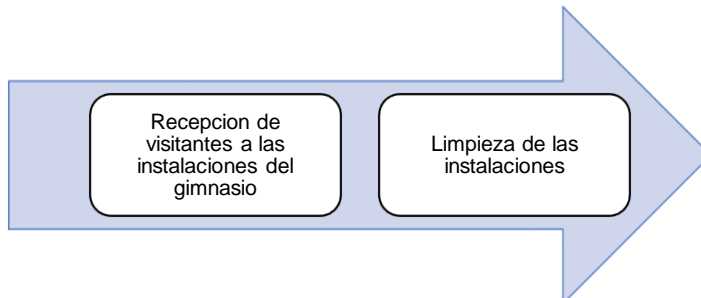 Recepcion de
visitantes a las
instalaciones del
gimnasio
Limpieza de las
instalaciones